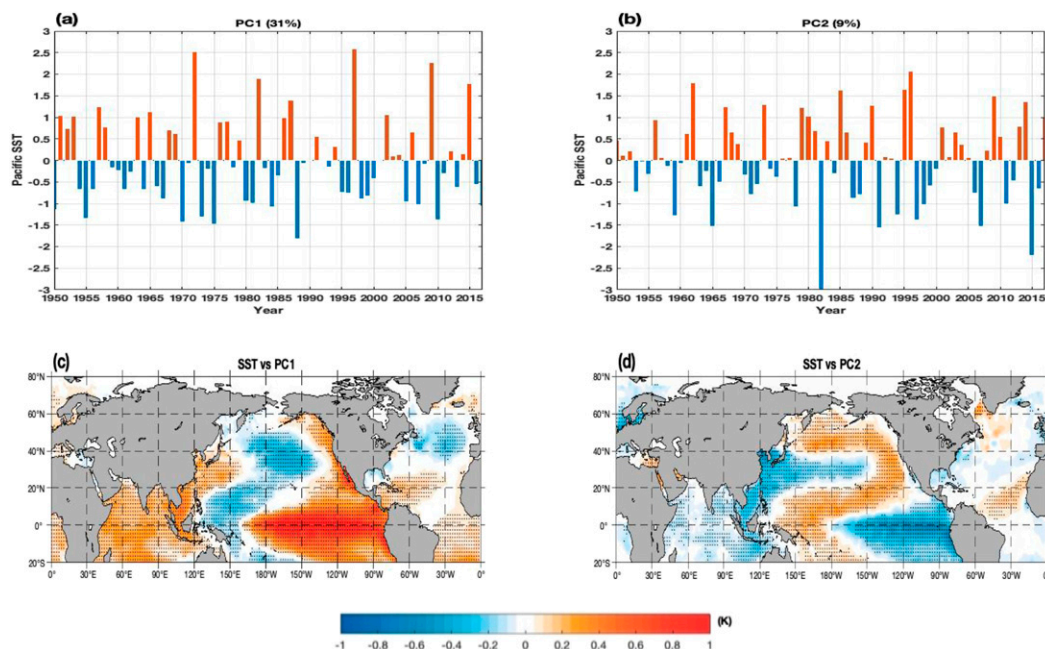 (a)
PC1 (31%)
3
2.5
2
1.5
1
0.5
0
-0.5
-1
-1.5
-2
-2.5
-3
Pacific SST
1950 1955 1960 1965 1970 1975 1980 1985 1990 1995 2000 2005 2010 2015
Year
(b)
PC2 (9%)
3
2.5
2
1.5
1
0.5
0
-0.5
-1
-1.5
-2
-2.5
-3
Pacific SST
1950 1955 1960 1965 1970 1975 1980 1985 1990 1995 2000 2005 2010 2015
Year
(c)
SST vs PC1
80°N
60°N
40°N
20°N
0°
20°S
0° 30°E 60°E 90°E 120°E 150°E 180°W 150°W 120°W 90°W 60°W 30°W 0°
(d)
SST vs PC2
80°N
60°N
40°N
20°N
0°
20°S
0° 30°E 60°E 90°E 120°E 150°E 180°W 150°W 120°W 90°W 60°W 30°W 0°
(K)
-1 -0.8 -0.6 -0.4 -0.2 0 0.2 0.4 0.6 0.8 1